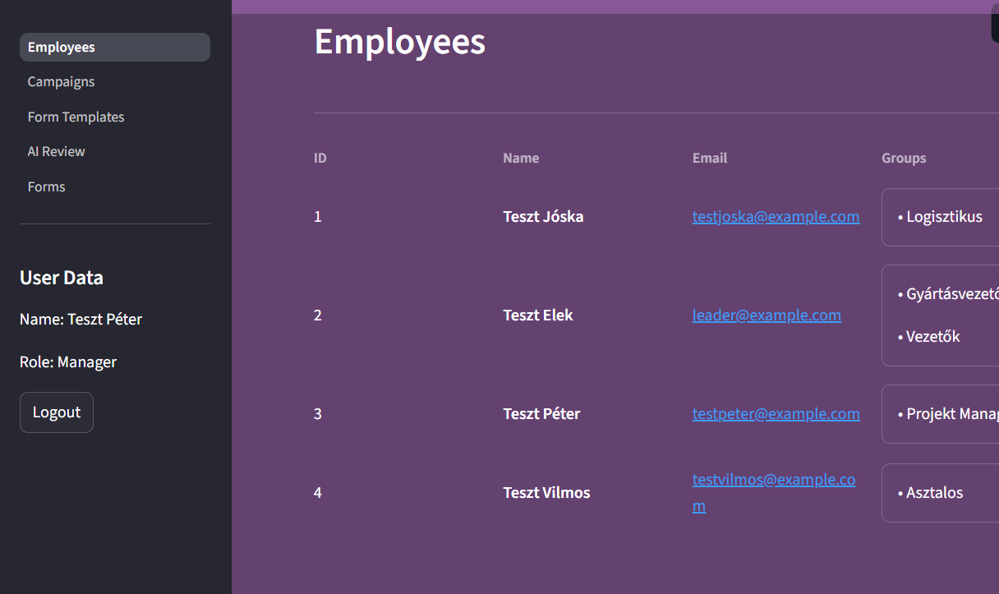 Employees
Campaigns
Form Templates
AI Review
Forms
User Data
Name: Teszt Péter
Role: Manager
Logout
Employees
ID Name Email Groups
1 Teszt Jóska testjoska@example.com • Logisztikus
2 Teszt Elek leader@example.com • Gyártásvezető
• Vezetők
3 Teszt Péter testpeter@example.com • Projekt Manag
4 Teszt Vilmos testvilmos@example.co
m • Asztalos